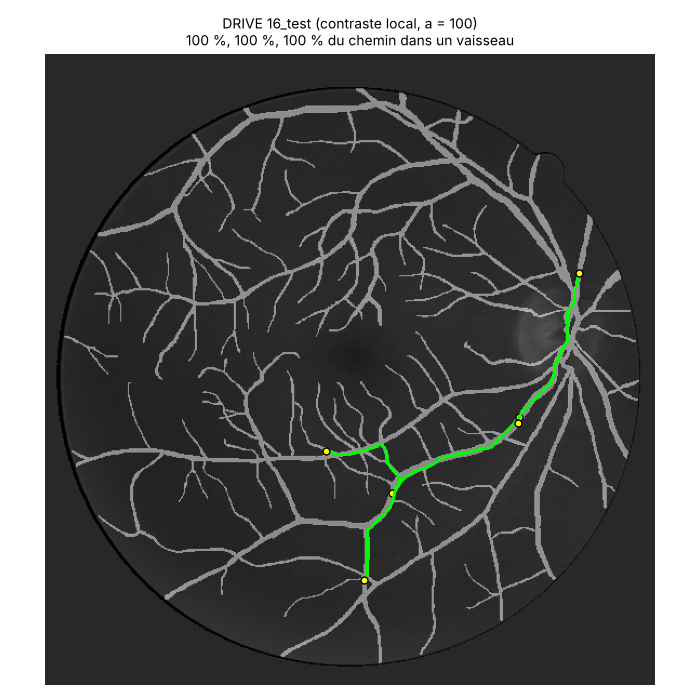 DRIVE 16_test (contraste local, a = 100)
100 %, 100 %, 100 % du chemin dans un vaisseau